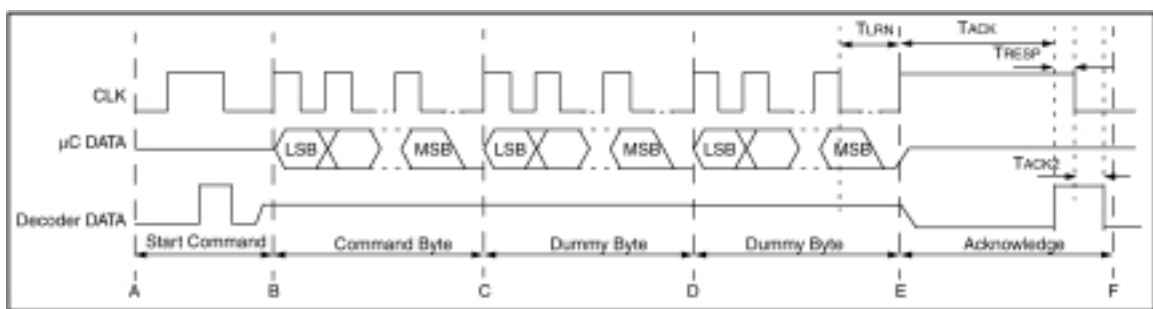 TLRN TACK
TRESP
CLK
µC DATA LSB MSB LSB MSB LSB MSB
TACK2
Decoder DATA
Start Command Command Byte Dummy Byte Dummy Byte Acknowledge
A B C D E F